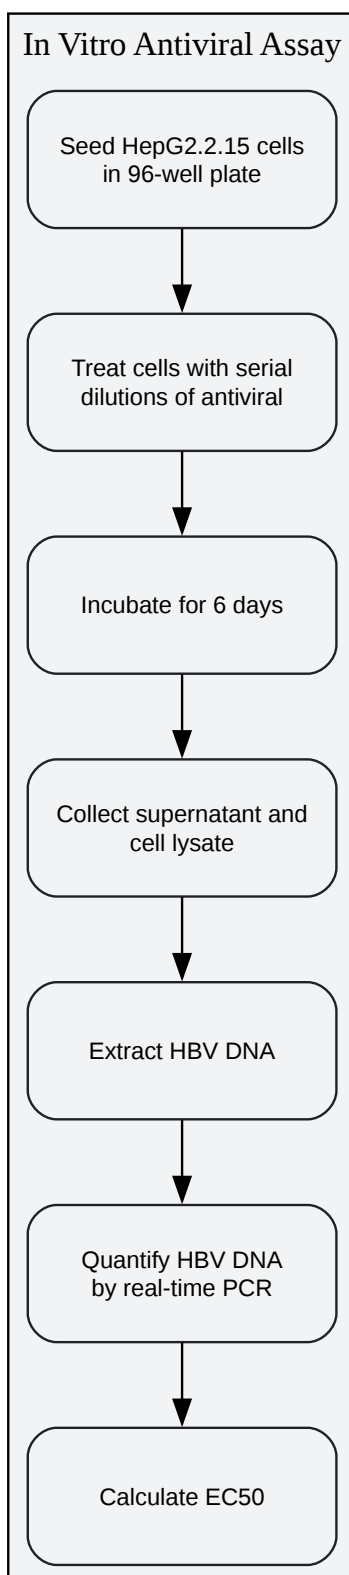 In Vitro Antiviral Assay
Seed HepG2.2.15 cells
in 96-well plate
Treat cells with serial
dilutions of antiviral
Incubate for 6 days
Collect supernatant and
cell lysate
Extract HBV DNA
Quantify HBV DNA
by real-time PCR
Calculate EC50